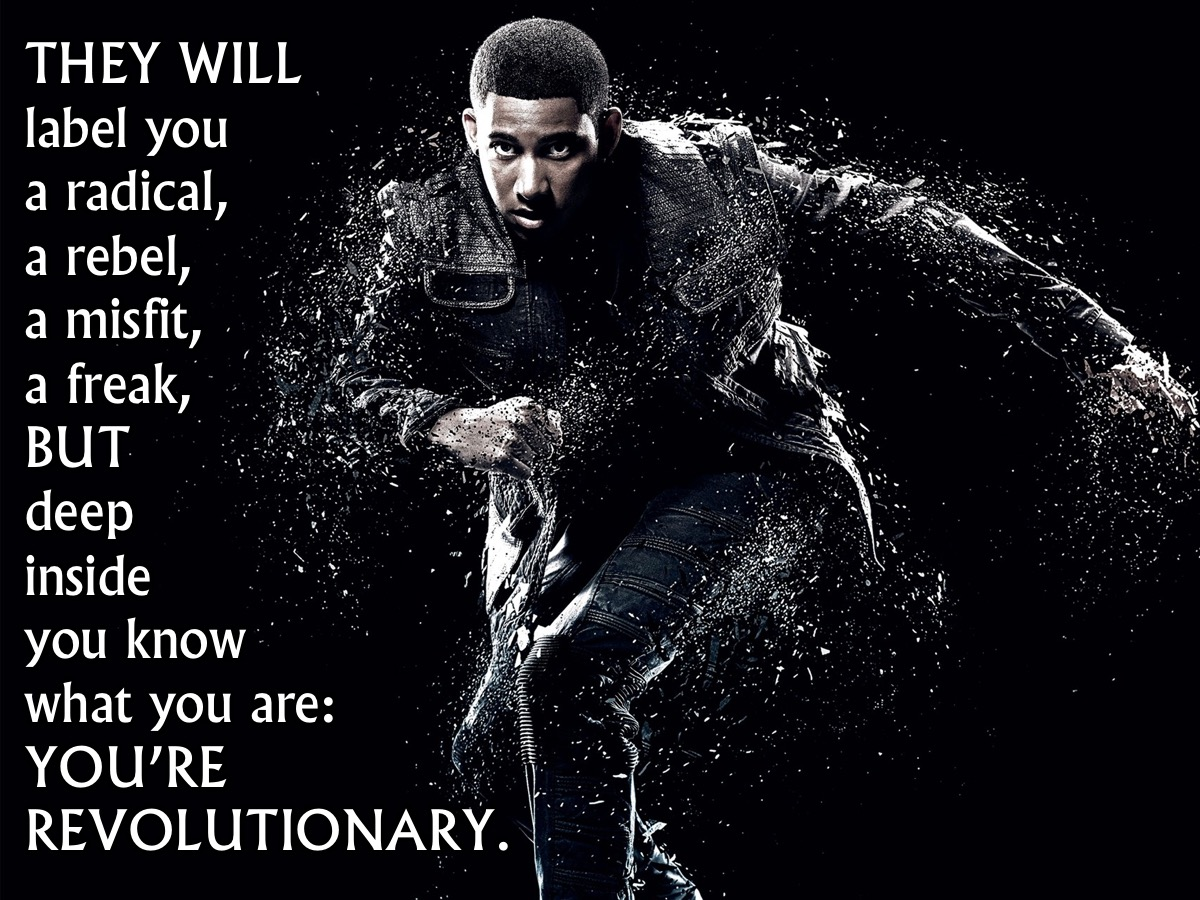 THEY WILL
label you
a radical,
a rebel,
a misfit,
a freak,
BUT
deep
inside
you know
what you are:
YOU’RE
REVOLUTIONARY.